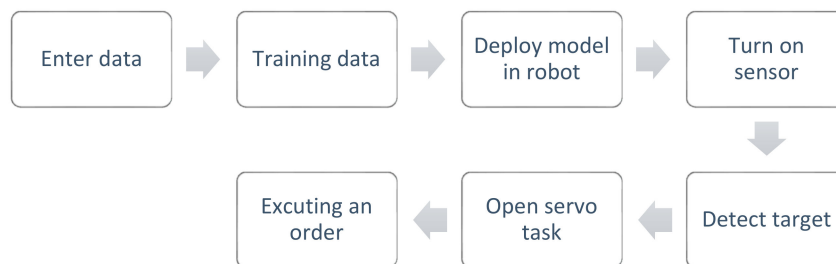 Enter data
Training data
Deploy model
in robot
Turn on
sensor
Detect target
Open servo
task
Excuting an
order